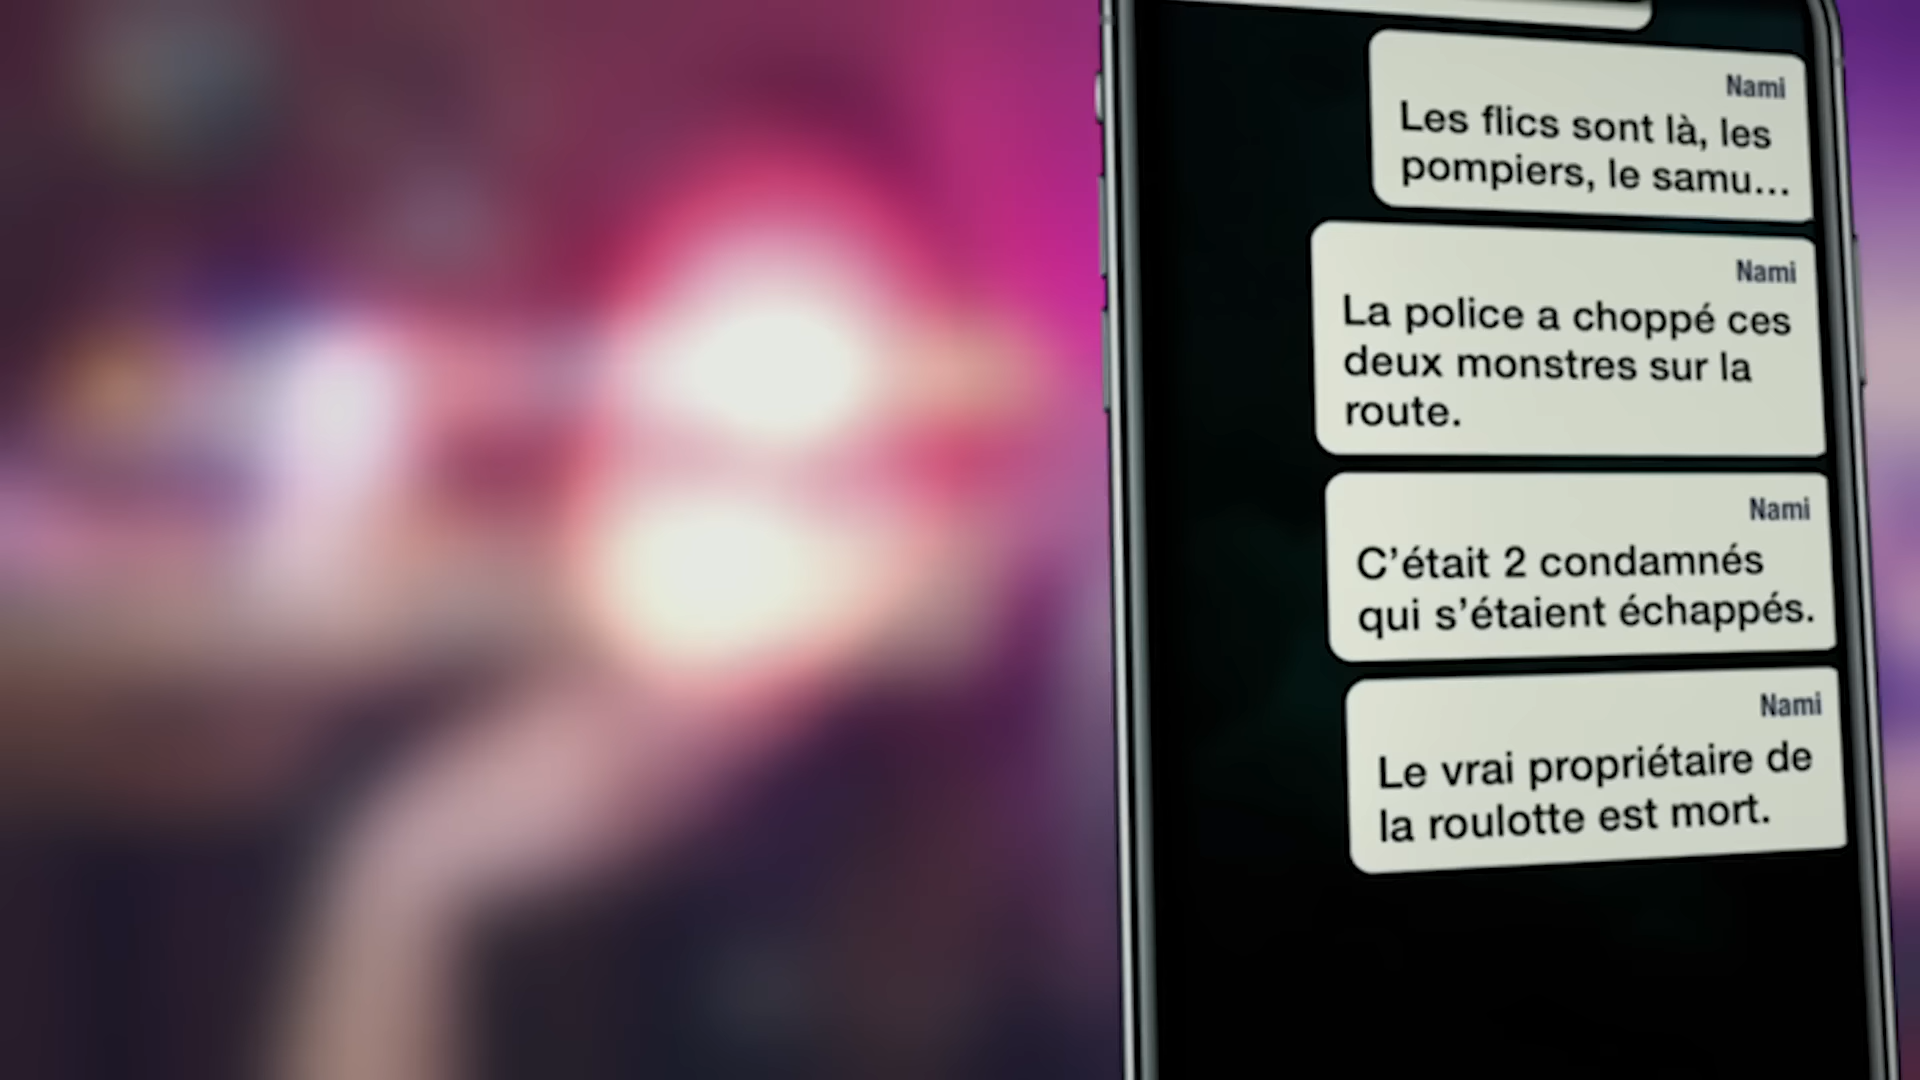 Nami
Les flics sont là, les
pompiers, le samu...
Nami
La police a choppé ces
deux monstres sur la
route.
Nami
C'était 2 condamnés
qui s'étaient échappés.
Nami
Le vrai propriétaire de
la roulotte est mort.